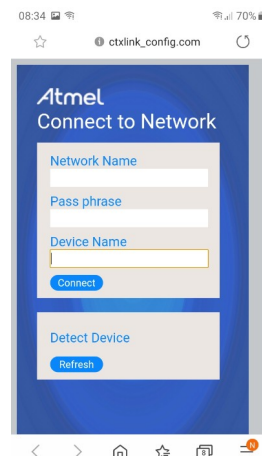 08:34 70%
ctxlink_config.com
Atmel
Connect to Network
Network Name
Pass phrase
Device Name
Connect
Detect Device
Refresh
8
N